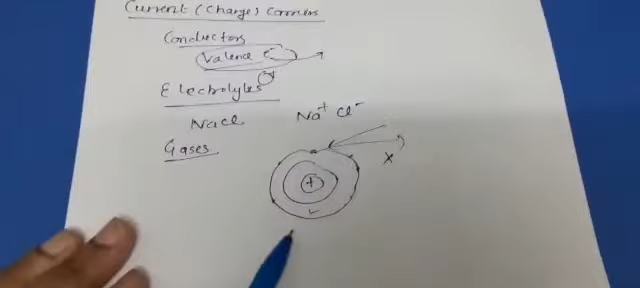 Current (Charge) Carriers
Conductors
Valence e
Electrolytes
NaCl Na+ Cl-
Gases
+
x